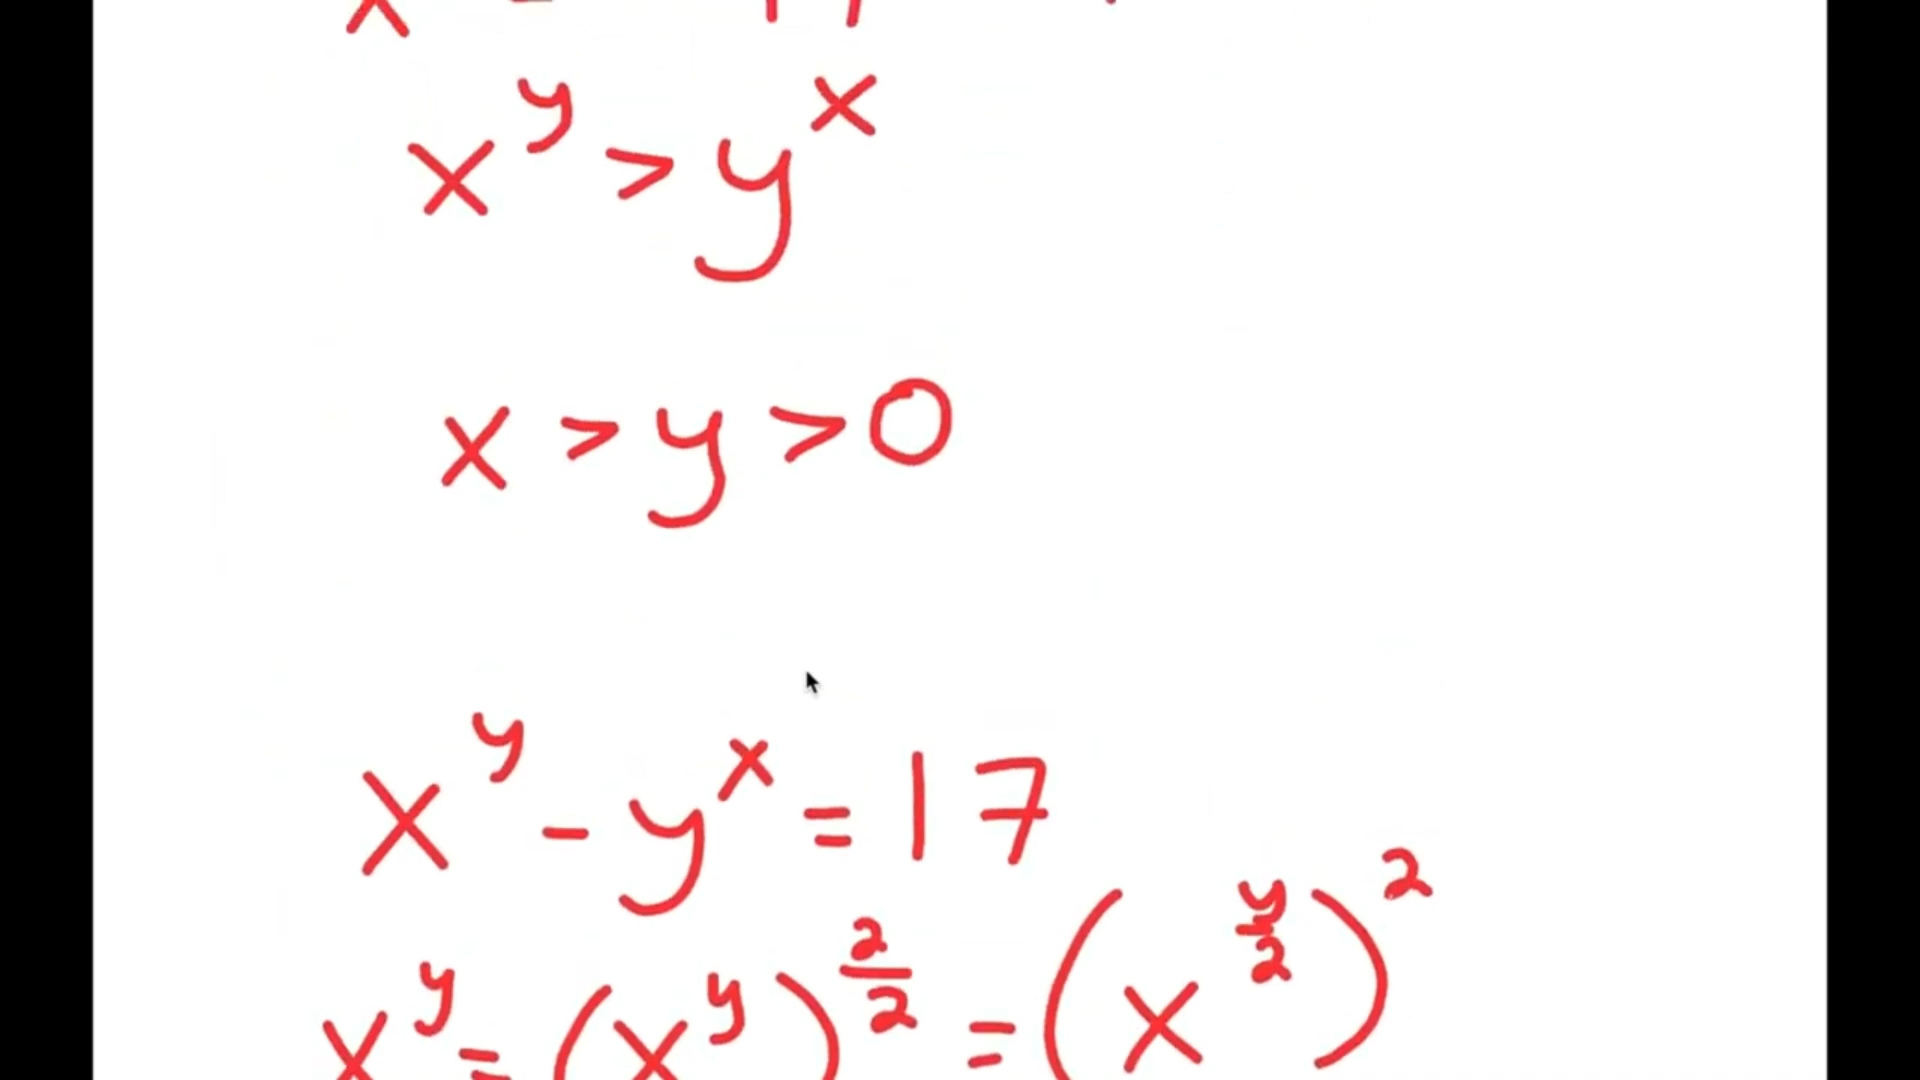 x^y > y^x
x > y > 0
x^y - y^x = 17
x^y = (x^y)^(2/2) = (x^(y/2))^2